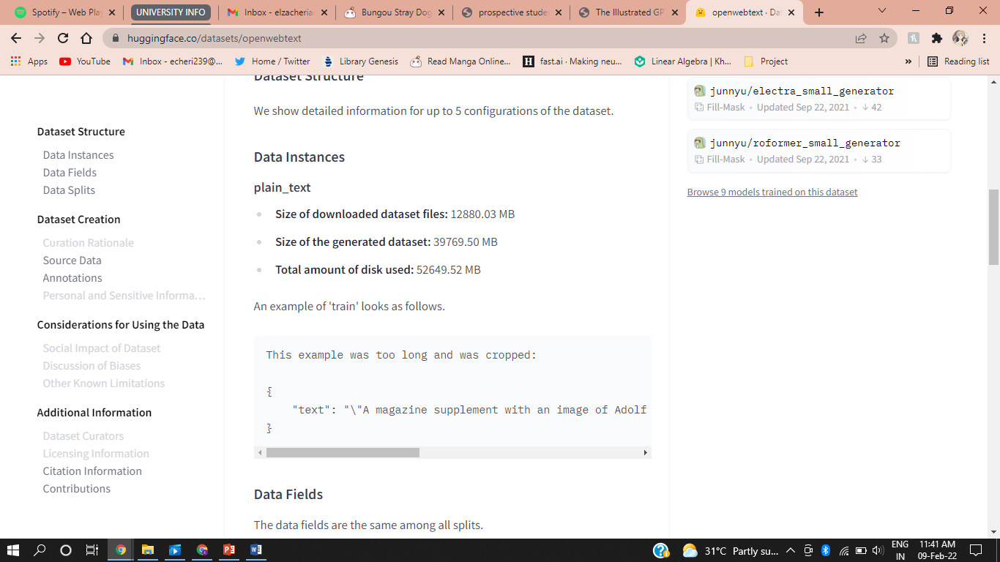 Spotify – Web Pla
UNIVERSITY INFO
Inbox - elzacheria
Bungou Stray Dog
prospective stude
The Illustrated GP
openwebtext · Da
huggingface.co/datasets/openwebtext
Apps
YouTube
Inbox - echeri239@...
Home / Twitter
Library Genesis
Read Manga Online...
fast.ai · Making neu...
Linear Algebra | Kh...
Project
»
Reading list
Dataset Structure
Data Instances
Data Fields
Data Splits
Dataset Creation
Curation Rationale
Source Data
Annotations
Personal and Sensitive Informa…
Considerations for Using the Data
Social Impact of Dataset
Discussion of Biases
Other Known Limitations
Additional Information
Dataset Curators
Licensing Information
Citation Information
Contributions
Dataset Structure
We show detailed information for up to 5 configurations of the dataset.
Data Instances
plain_text
Size of downloaded dataset files: 12880.03 MB
Size of the generated dataset: 39769.50 MB
Total amount of disk used: 52649.52 MB
An example of 'train' looks as follows.
This example was too long and was cropped:
{
"text": "\"A magazine supplement with an image of Adolf
}
Data Fields
The data fields are the same among all splits.
junnyu/electra_small_generator
Fill-Mask • Updated Sep 22, 2021 • ↓ 42
junnyu/roformer_small_generator
Fill-Mask • Updated Sep 22, 2021 • ↓ 33
Browse 9 models trained on this dataset
31°C Partly su...
ENG
IN
11:41 AM
09-Feb-22